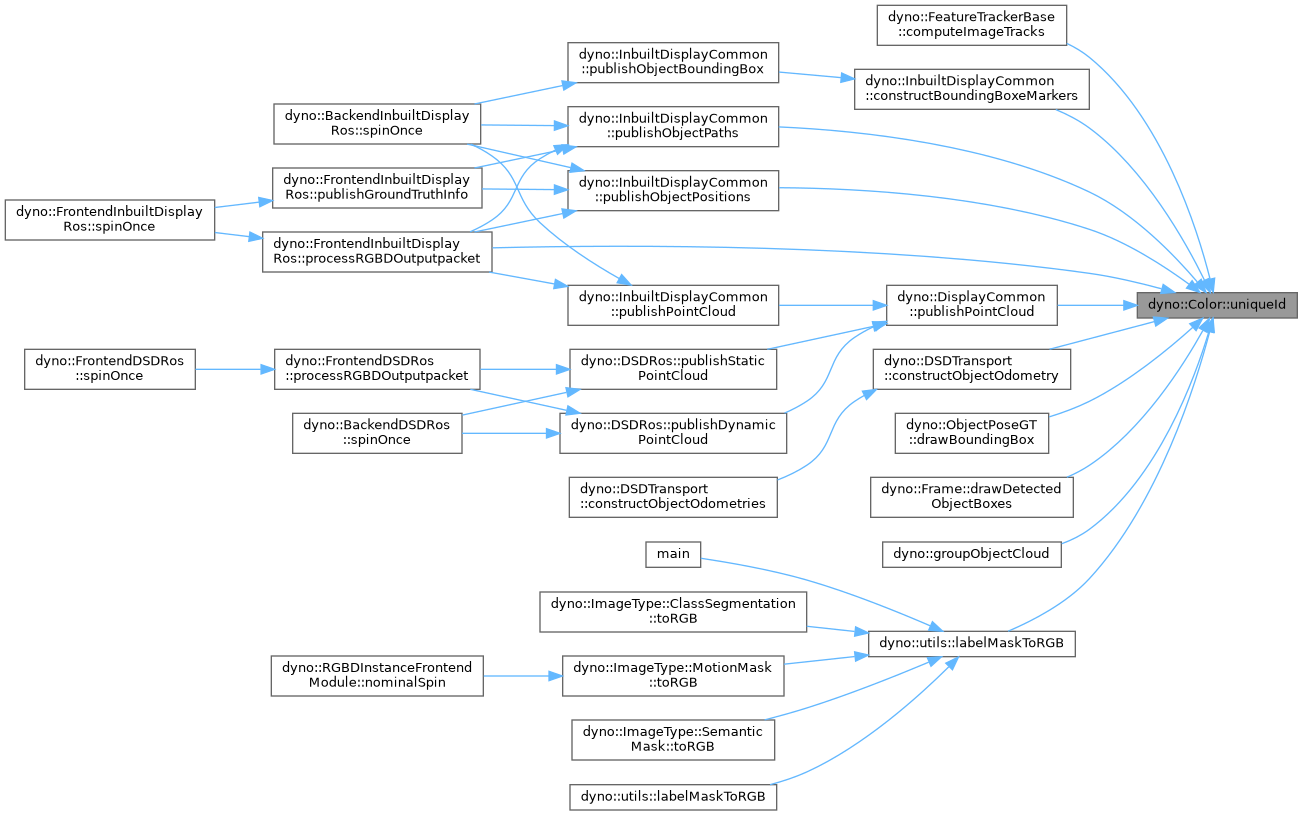 dyno::FeatureTrackerBase
::computeImageTracks
dyno::InbuiltDisplayCommon
::publishObjectBoundingBox
dyno::InbuiltDisplayCommon
::constructBoundingBoxeMarkers
dyno::BackendInbuiltDisplay
Ros::spinOnce
dyno::InbuiltDisplayCommon
::publishObjectPaths
dyno::FrontendInbuiltDisplay
Ros::publishGroundTruthInfo
dyno::InbuiltDisplayCommon
::publishObjectPositions
dyno::FrontendInbuiltDisplay
Ros::spinOnce
dyno::FrontendInbuiltDisplay
Ros::processRGBDOutputpacket
dyno::InbuiltDisplayCommon
::publishPointCloud
dyno::DisplayCommon
::publishPointCloud
dyno::Color::uniqueId
dyno::FrontendDSDRos
::spinOnce
dyno::FrontendDSDRos
::processRGBDOutputpacket
dyno::DSDRos::publishStatic
PointCloud
dyno::DSDTransport
::constructObjectOdometry
dyno::BackendDSDRos
::spinOnce
dyno::DSDRos::publishDynamic
PointCloud
dyno::ObjectPoseGT
::drawBoundingBox
dyno::DSDTransport
::constructObjectOdometries
dyno::Frame::drawDetected
ObjectBoxes
main
dyno::groupObjectCloud
dyno::ImageType::ClassSegmentation
::toRGB
dyno::utils::labelMaskToRGB
dyno::RGBDInstanceFrontend
Module::nominalSpin
dyno::ImageType::MotionMask
::toRGB
dyno::ImageType::Semantic
Mask::toRGB
dyno::utils::labelMaskToRGB